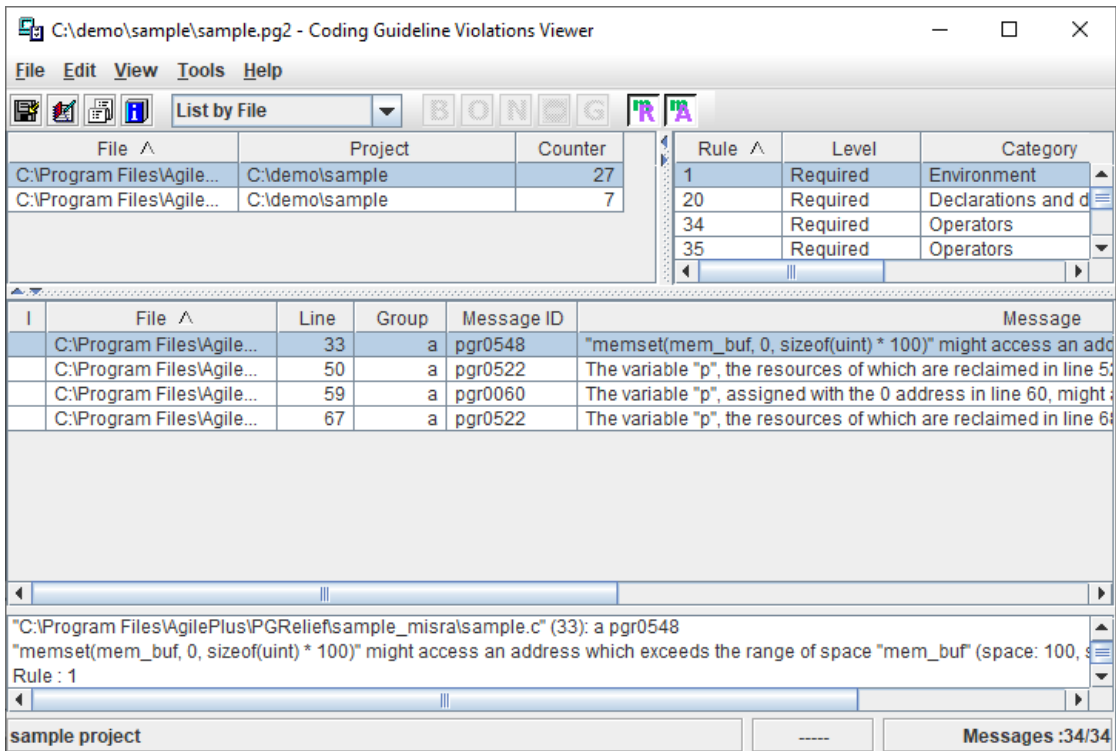 C:\demo\sample\sample.pg2 - Coding Guideline Violations Viewer
File Edit View Tools Help
List by File B O N G mR mA
File Project Counter
C:\Program Files\Agile... C:\demo\sample 27
C:\Program Files\Agile... C:\demo\sample 7
Rule Level Category
1 Required Environment
20 Required Declarations and d
34 Required Operators
35 Required Operators
I File Line Group Message ID Message
C:\Program Files\Agile... 33 a pgr0548 "memset(mem_buf, 0, sizeof(uint) * 100)" might access an add
C:\Program Files\Agile... 50 a pgr0522 The variable "p", the resources of which are reclaimed in line 5
C:\Program Files\Agile... 59 a pgr0060 The variable "p", assigned with the 0 address in line 60, might
C:\Program Files\Agile... 67 a pgr0522 The variable "p", the resources of which are reclaimed in line 6
"C:\Program Files\AgilePlus\PGRelief\sample_misra\sample.c" (33): a pgr0548
"memset(mem_buf, 0, sizeof(uint) * 100)" might access an address which exceeds the range of space "mem_buf" (space: 100,
Rule : 1
sample project ----- Messages :34/34